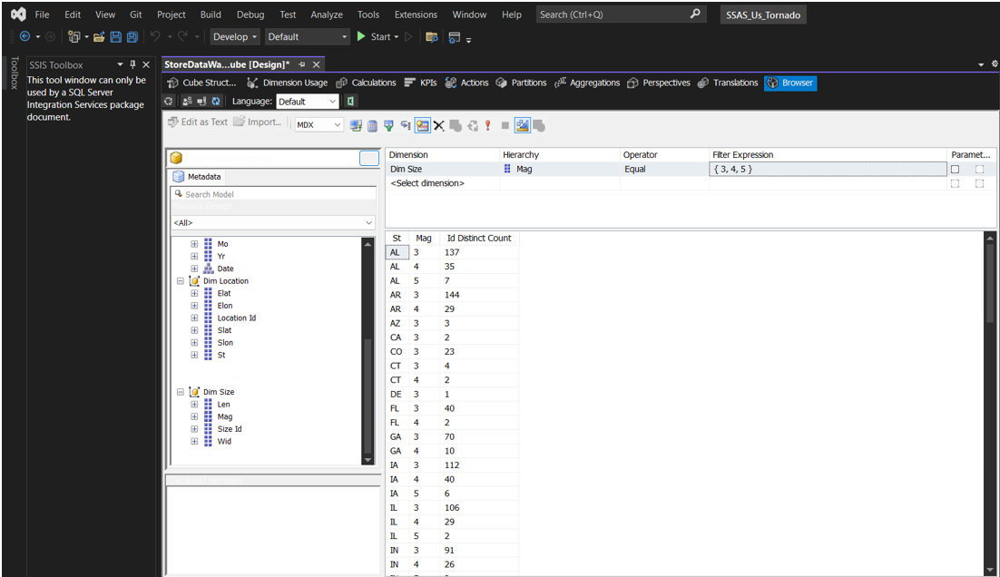 File Edit View Git Project Build Debug Test Analyze Tools Extensions Window Help Search (Ctrl+Q) SSAS_Us_Tornado
Develop Default Start
Toolbox
SSIS Toolbox
This tool window can only be
used by a SQL Server
Integration Services package
document.
StoreDataWa...ube [Design]*
Cube Struct... Dimension Usage Calculations KPIs Actions Partitions Aggregations Perspectives Translations Browser
Language: Default
Edit as Text Import... MDX
Metadata
Search Model
<All>
Mo
Yr
Date
Dim Location
Elat
Elon
Location Id
Slat
Slon
St
Dim Size
Len
Mag
Size Id
Wid
Dimension Hierarchy Operator Filter Expression Paramet...
Dim Size Mag Equal { 3, 4, 5 }
<Select dimension>
St Mag Id Distinct Count
AL 3 137
AL 4 35
AL 5 7
AR 3 144
AR 4 29
AZ 3 3
CA 3 2
CO 3 23
CT 3 4
CT 4 2
DE 3 1
FL 3 40
FL 4 2
GA 3 70
GA 4 10
IA 3 112
IA 4 40
IA 5 6
IL 3 106
IL 4 29
IL 5 2
IN 3 91
IN 4 26